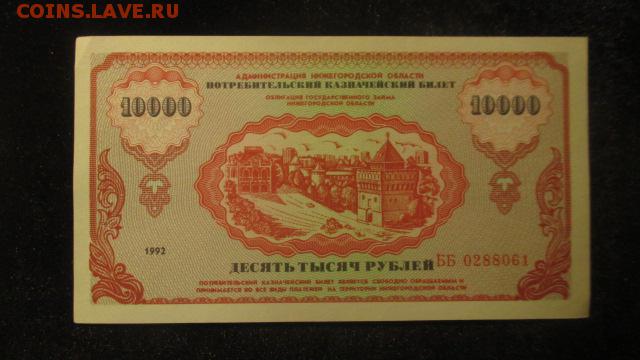 COINS.LAVE.RU
АДМИНИСТРАЦИЯ НИЖЕГОРОДСКОЙ ОБЛАСТИ
ПОТРЕБИТЕЛЬСКИЙ КАЗНАЧЕЙСКИЙ БИЛЕТ
ОБЛИГАЦИЯ ГОСУДАРСТВЕННОГО ЗАЙМА
НИЖЕГОРОДСКОЙ ОБЛАСТИ
10000 10000
1992
ДЕСЯТЬ ТЫСЯЧ РУБЛЕЙ
ББ 0288061
ПОТРЕБИТЕЛЬСКИЙ КАЗНАЧЕЙСКИЙ БИЛЕТ ЯВЛЯЕТСЯ СВОБОДНО ОБРАЩАЕМЫМ И
ПРИНИМАЕТСЯ ВО ВСЕ ВИДЫ ПЛАТЕЖЕЙ НА ТЕРРИТОРИИ НИЖЕГОРОДСКОЙ ОБЛАСТИ